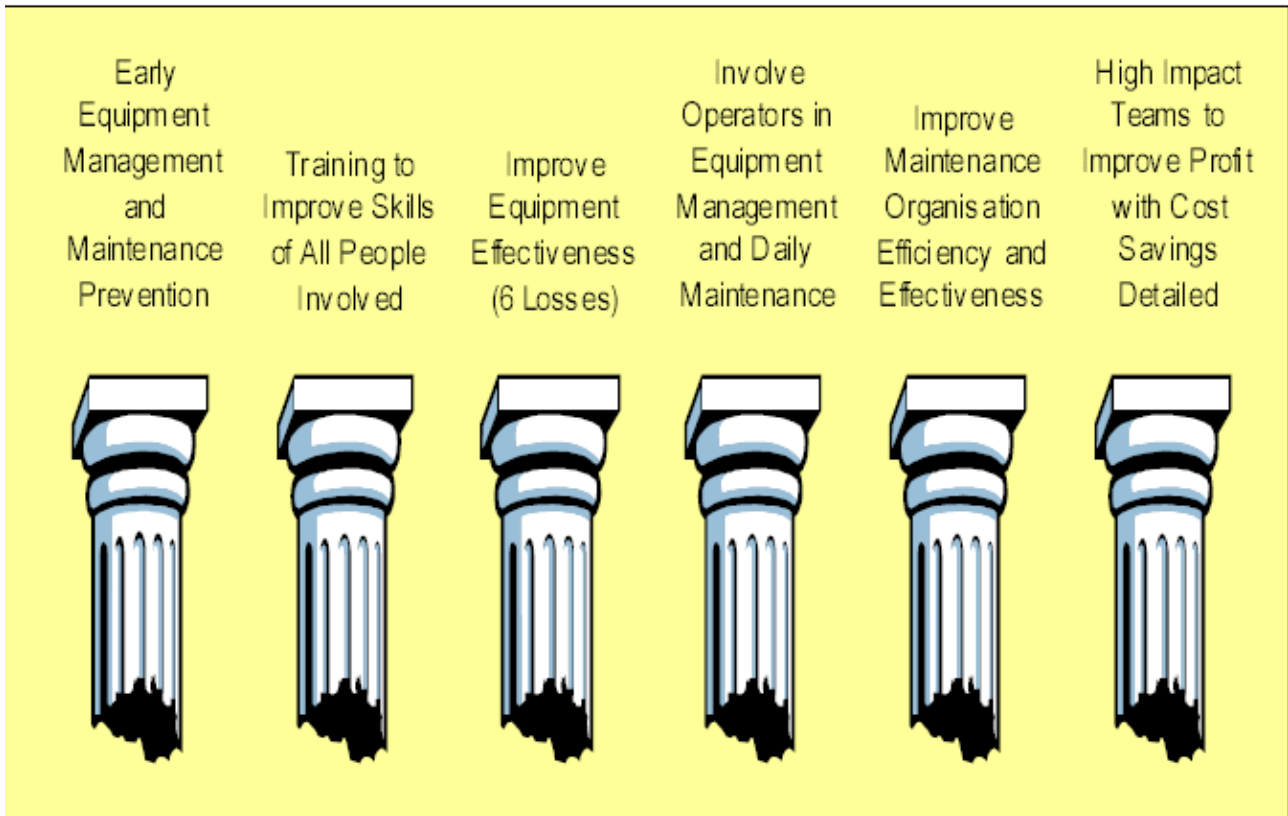 Early
Equipment
Management
and
Maintenance
Prevention
Training to
Improve Skills
of All People
Involved
Improve
Equipment
Effectiveness
(6 Losses)
Involve
Operators in
Equipment
Management
and Daily
Maintenance
Improve
Maintenance
Organisation
Efficiency and
Effectiveness
High Impact
Teams to
Improve Profit
with Cost
Savings
Detailed